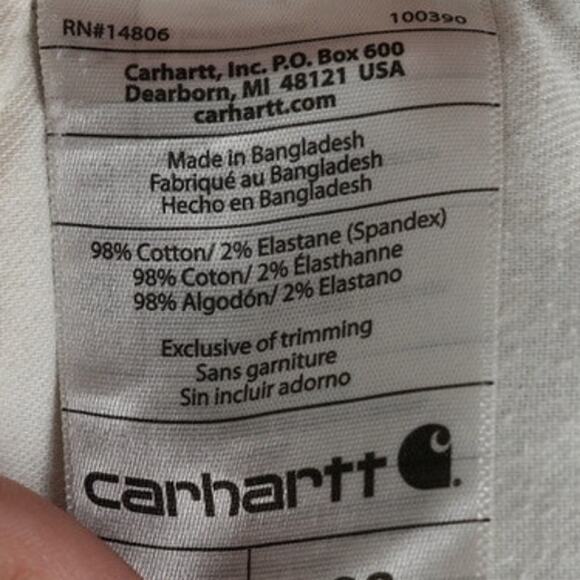 RN#14806 100390
Carhartt, Inc. P.O. Box 600
Dearborn, MI 48121 USA
carhartt.com
Made in Bangladesh
Fabriqué au Bangladesh
Hecho en Bangladesh
98% Cotton/ 2% Elastane (Spandex)
98% Coton/ 2% Élasthanne
98% Algodón/ 2% Elastano
Exclusive of trimming
Sans garniture
Sin incluir adorno
carhartt